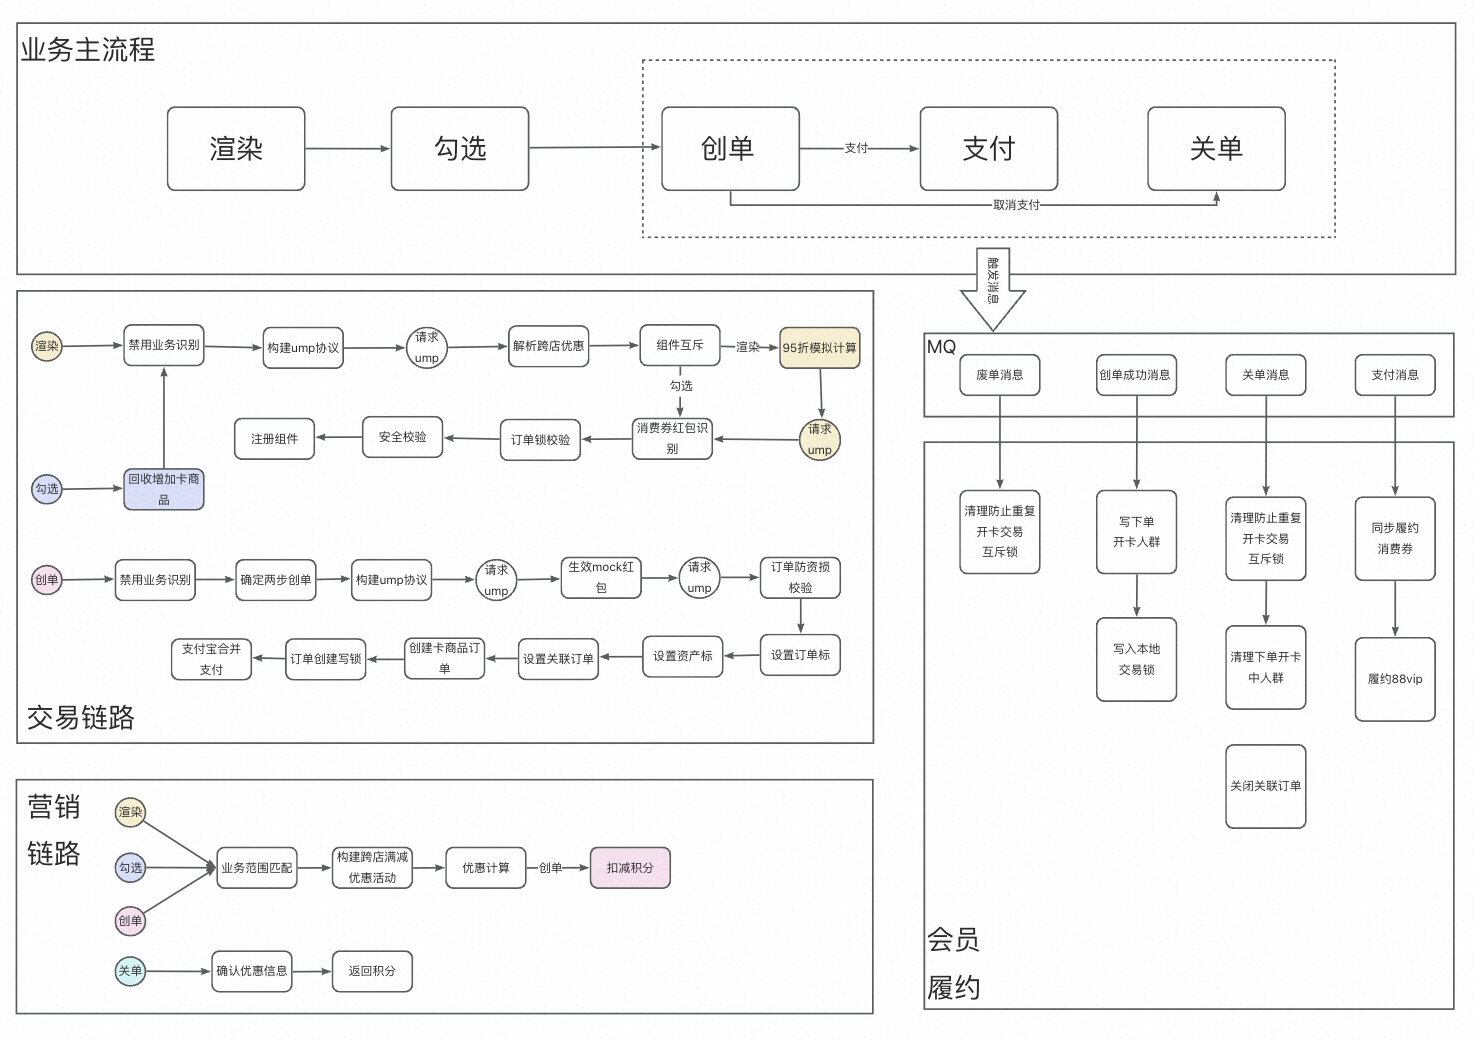 业务主流程
渲染
勾选
创单
支付
支付
关单
取消支付
触发消息
渲染
禁用业务识别
构建ump协议
请求
ump
解析跨店优惠
组件互斥
渲染
95折模拟计算
勾选
注册组件
安全校验
订单锁校验
消费券红包识
别
请求
ump
勾选
回收增加卡商
品
创单
禁用业务识别
确定两步创单
构建ump协议
请求
ump
生效mock红
包
请求
ump
订单防资损
校验
支付宝合并
支付
订单创建写锁
创建卡商品订
单
设置关联订单
设置资产标
设置订单标
交易链路
MQ
废单消息
创单成功消息
关单消息
支付消息
清理防止重复
开卡交易
互斥锁
写下单
开卡人群
清理防止重复
开卡交易
互斥锁
同步履约
消费券
写入本地
交易锁
清理下单开卡
中人群
履约88vip
关闭关联订单
会员
履约
营销
链路
渲染
勾选
创单
业务范围匹配
构建跨店满减
优惠活动
优惠计算
创单
扣减积分
关单
确认优惠信息
返回积分